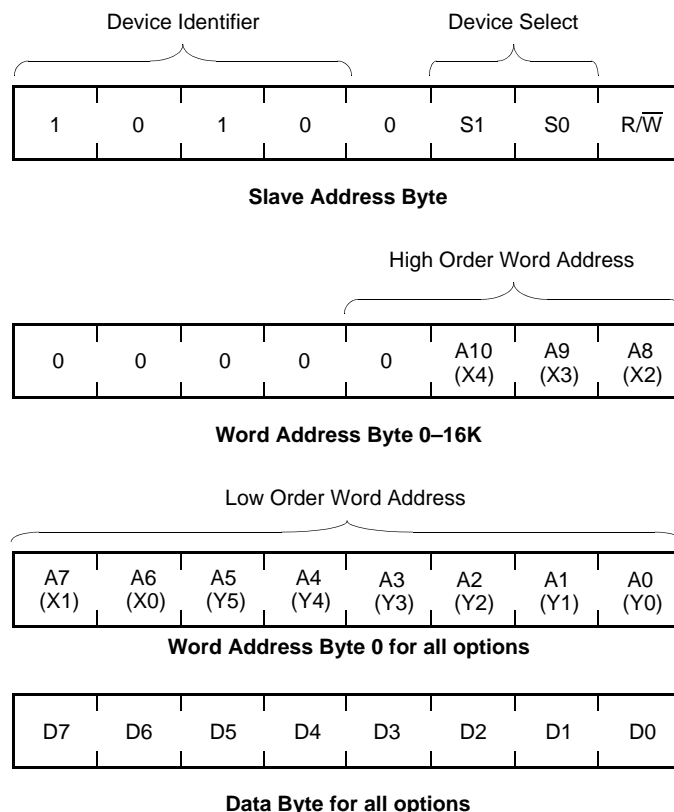 Device Identifier Device Select
1 0 1 0 0 S1 S0 R/W̅
Slave Address Byte
High Order Word Address
0 0 0 0 0 A10 A9 A8
(X4) (X3) (X2)
Word Address Byte 0–16K
Low Order Word Address
A7 A6 A5 A4 A3 A2 A1 A0
(X1) (X0) (Y5) (Y4) (Y3) (Y2) (Y1) (Y0)
Word Address Byte 0 for all options
D7 D6 D5 D4 D3 D2 D1 D0
Data Byte for all options